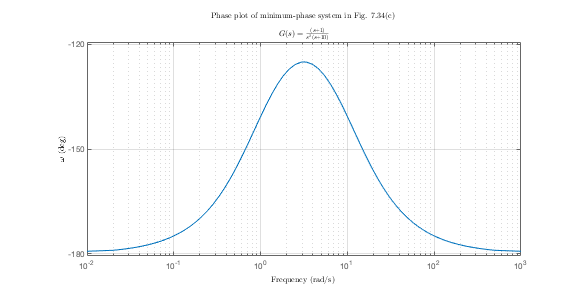 Phase plot of minimum-phase system in Fig. 7.34(c)
G(s) = (s+1)/s²(s+10)
-120
-150
-180
ω (deg)
10⁻² 10⁻¹ 10⁰ 10¹ 10² 10³
Frequency (rad/s)